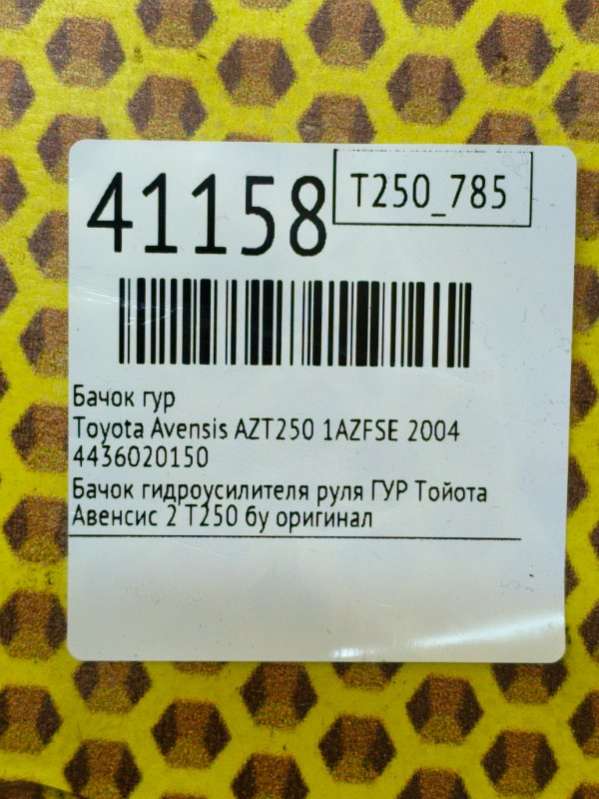 41158
T250_785
Бачок гур
Toyota Avensis AZT250 1AZFSE 2004
4436020150
Бачок гидроусилителя руля ГУР Тойота
Авенсис 2 Т250 бу оригинал